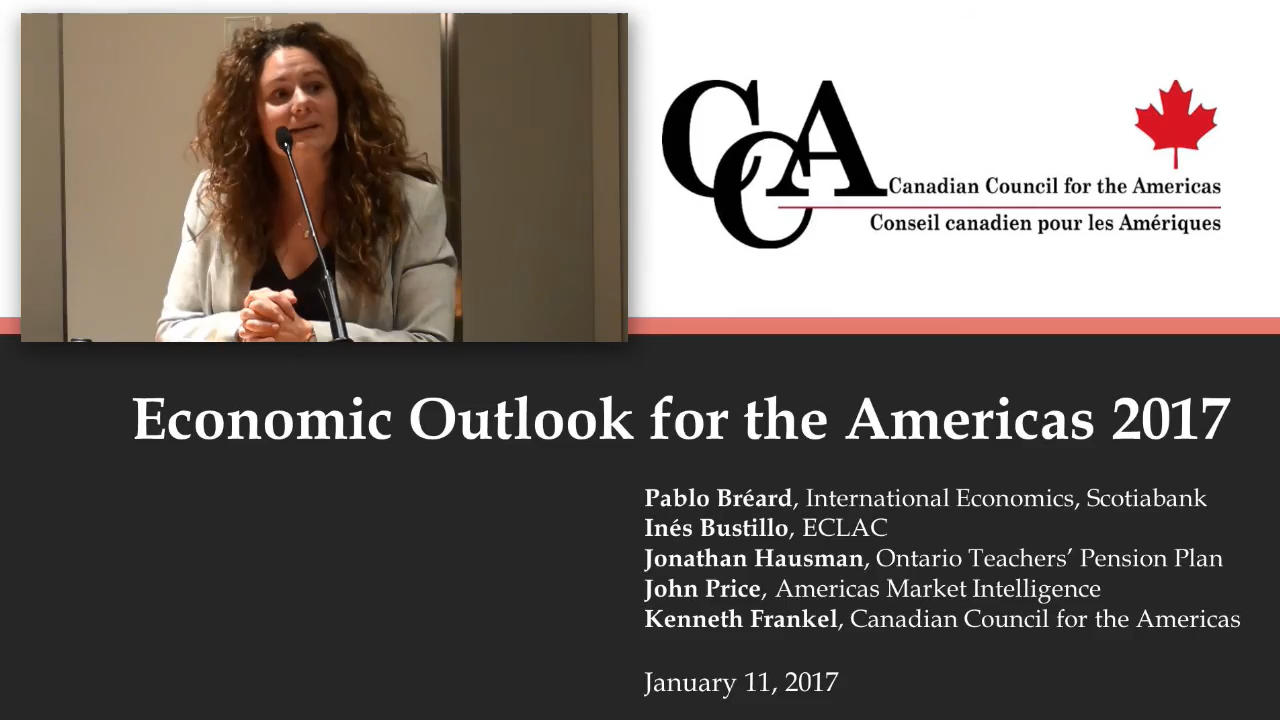 CCCA
Canadian Council for the Americas
Conseil canadien pour les Amériques
Economic Outlook for the Americas 2017
Pablo Bréard, International Economics, Scotiabank
Inés Bustillo, ECLAC
Jonathan Hausman, Ontario Teachers’ Pension Plan
John Price, Americas Market Intelligence
Kenneth Frankel, Canadian Council for the Americas
January 11, 2017